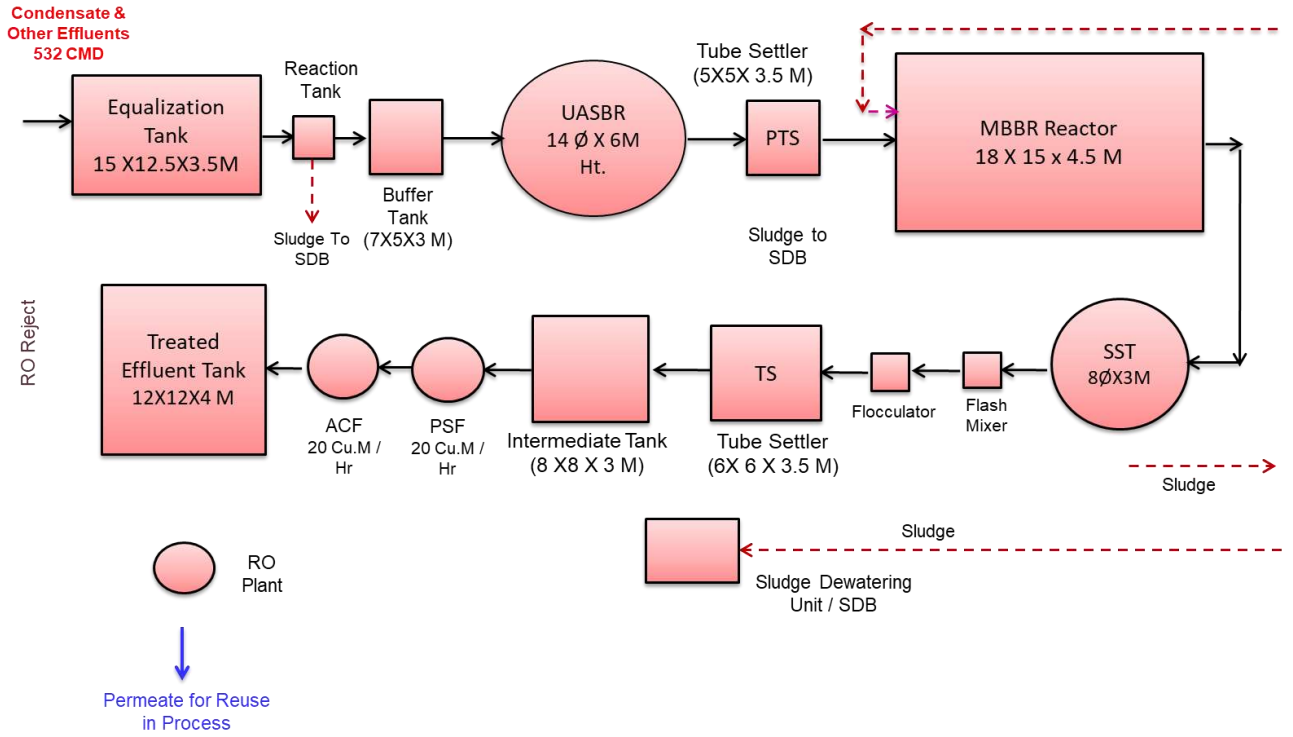 Condensate &
Other Effluents
532 CMD
Equalization
Tank
15 X12.5X3.5M
Reaction
Tank
Sludge To
SDB
Buffer
Tank
(7X5X3 M)
UASBR
14 Ø X 6M
Ht.
Tube Settler
(5X5X 3.5 M)
PTS
Sludge to
SDB
MBBR Reactor
18 X 15 x 4.5 M
RO Reject
Treated
Effluent Tank
12X12X4 M
ACF
20 Cu.M /
Hr
PSF
20 Cu.M /
Hr
Intermediate Tank
(8 X8 X 3 M)
TS
Tube Settler
(6X 6 X 3.5 M)
Flocculator
Flash
Mixer
SST
8ØX3M
Sludge
RO
Plant
Sludge
Sludge Dewatering
Unit / SDB
Permeate for Reuse
in Process